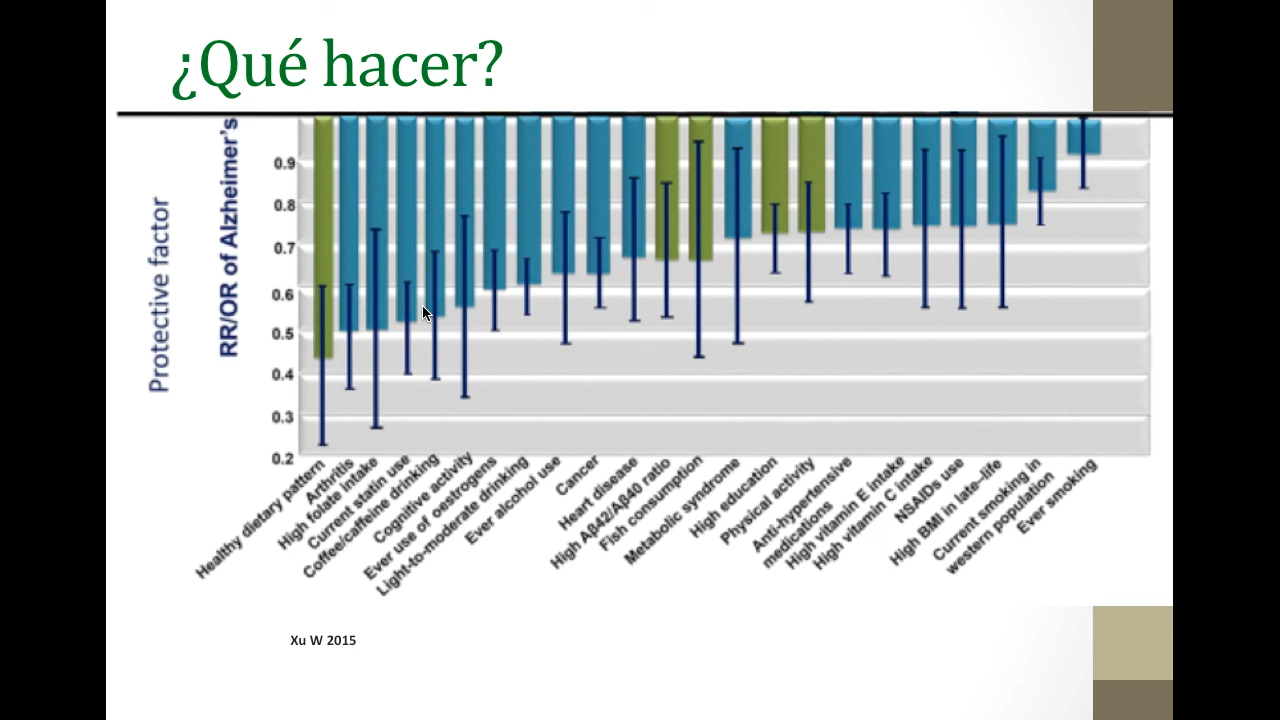 ¿Qué hacer?
Protective factor
RR/OR of Alzheimer's
0.9
0.8
0.7
0.6
0.5
0.4
0.3
0.2
Healthy dietary pattern
Arthritis
High folate intake
Current statin use
Coffee/caffeine drinking
Cognitive activity
Ever use of oestrogens
Light-to-moderate drinking
Ever alcohol use
Cancer
Heart disease
High Aβ42/Aβ40 ratio
Fish consumption
Metabolic syndrome
High education
Physical activity
Anti-hypertensive
medications
High vitamin E intake
High vitamin C intake
NSAIDs use
High BMI in late-life
Current smoking in
western population
Ever smoking
Xu W 2015